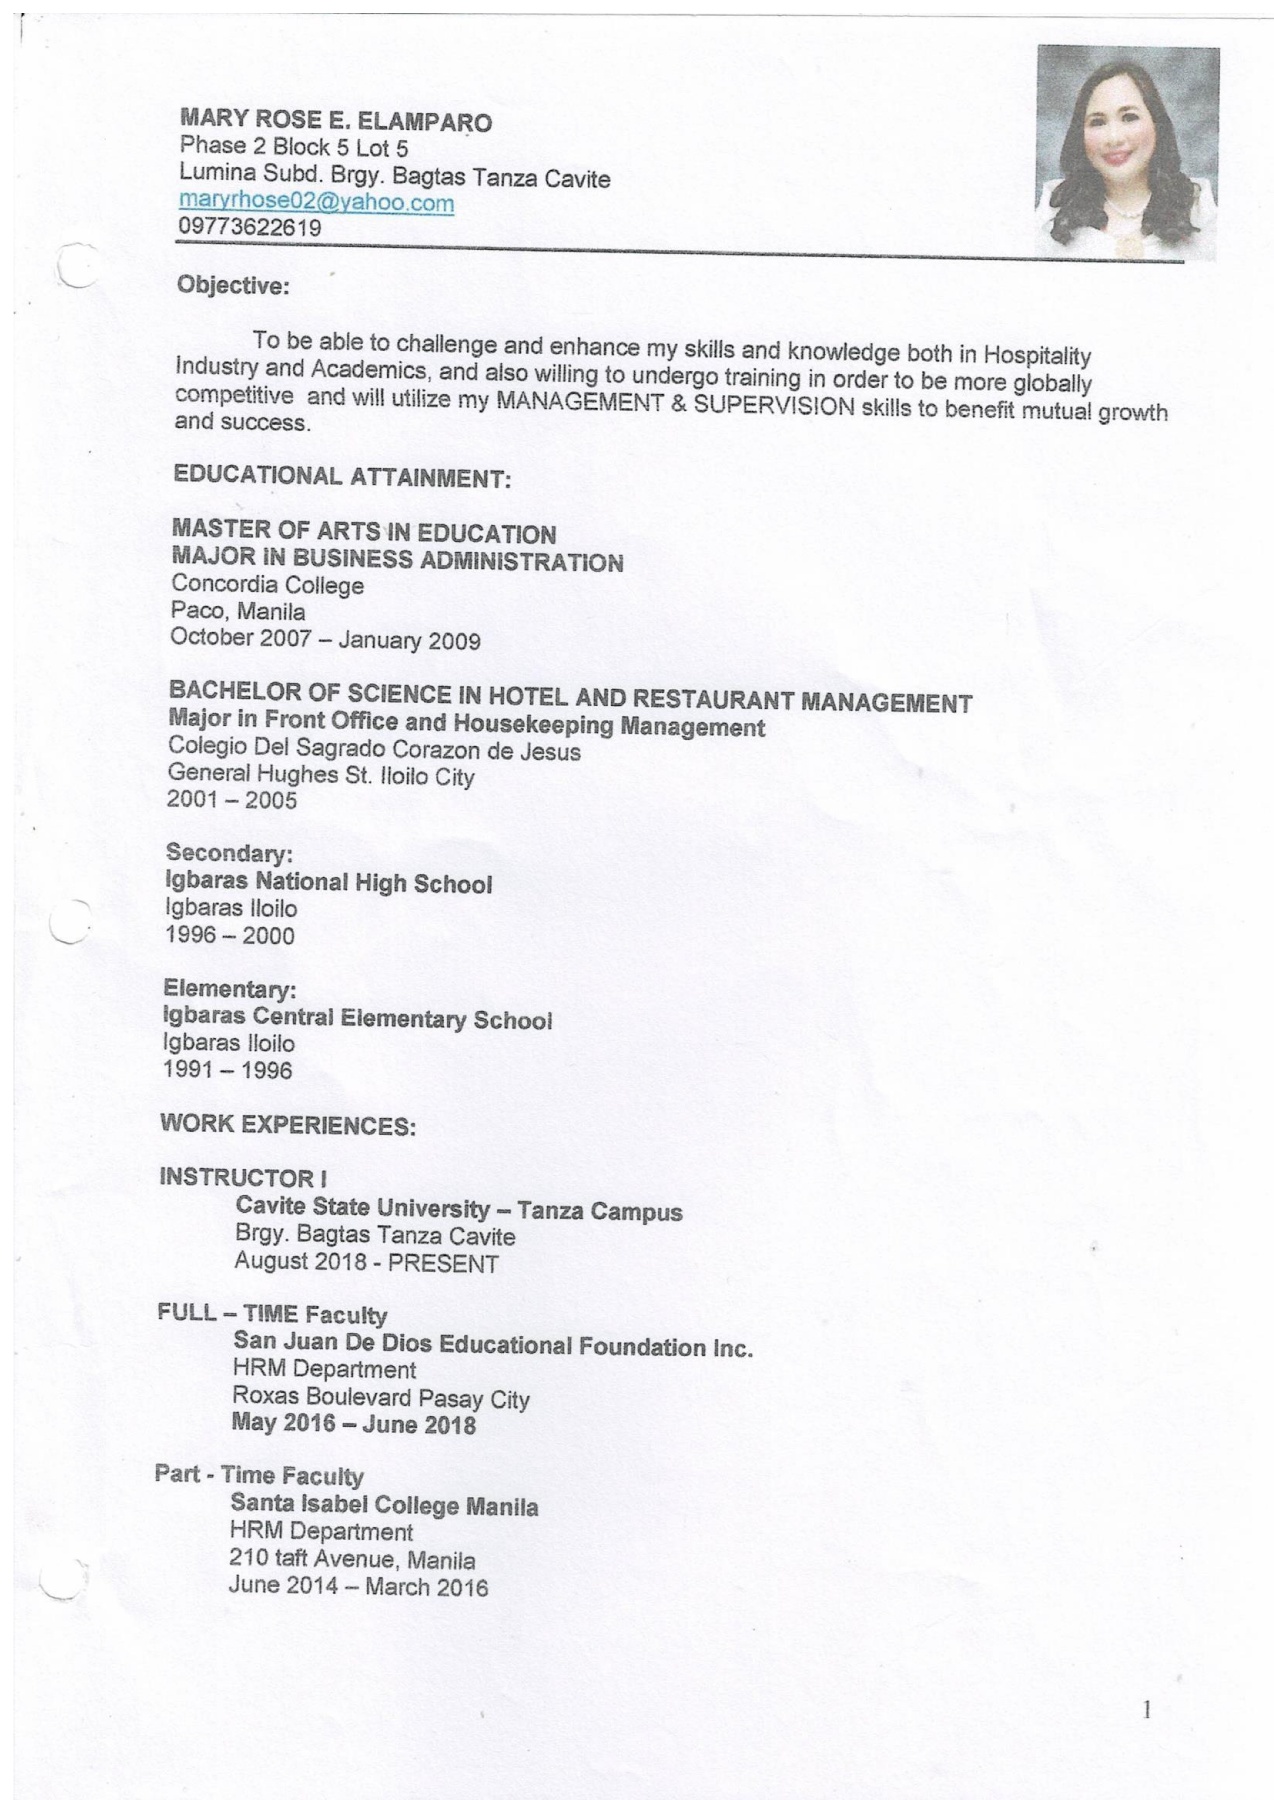 MARY ROSE E. ELAMPARO
Phase 2 Block 5 Lot 5
Lumina Subd. Brgy. Bagtas Tanza Cavite
maryrhose02@yahoo.com
09773622619
Objective:
To be able to challenge and enhance my skills and knowledge both in Hospitality
Industry and Academics, and also willing to undergo training in order to be more globally
competitive and will utilize my MANAGEMENT & SUPERVISION skills to benefit mutual growth
and success.
EDUCATIONAL ATTAINMENT:
MASTER OF ARTS IN EDUCATION
MAJOR IN BUSINESS ADMINISTRATION
Concordia College
Paco, Manila
October 2007 – January 2009
BACHELOR OF SCIENCE IN HOTEL AND RESTAURANT MANAGEMENT
Major in Front Office and Housekeeping Management
Colegio Del Sagrado Corazon de Jesus
General Hughes St. Iloilo City
2001 – 2005
Secondary:
Igbaras National High School
Igbaras Iloilo
1996 – 2000
Elementary:
Igbaras Central Elementary School
Igbaras Iloilo
1991 – 1996
WORK EXPERIENCES:
INSTRUCTOR I
Cavite State University – Tanza Campus
Brgy. Bagtas Tanza Cavite
August 2018 - PRESENT
FULL – TIME Faculty
San Juan De Dios Educational Foundation Inc.
HRM Department
Roxas Boulevard Pasay City
May 2016 – June 2018
Part - Time Faculty
Santa Isabel College Manila
HRM Department
210 taft Avenue, Manila
June 2014 – March 2016
1